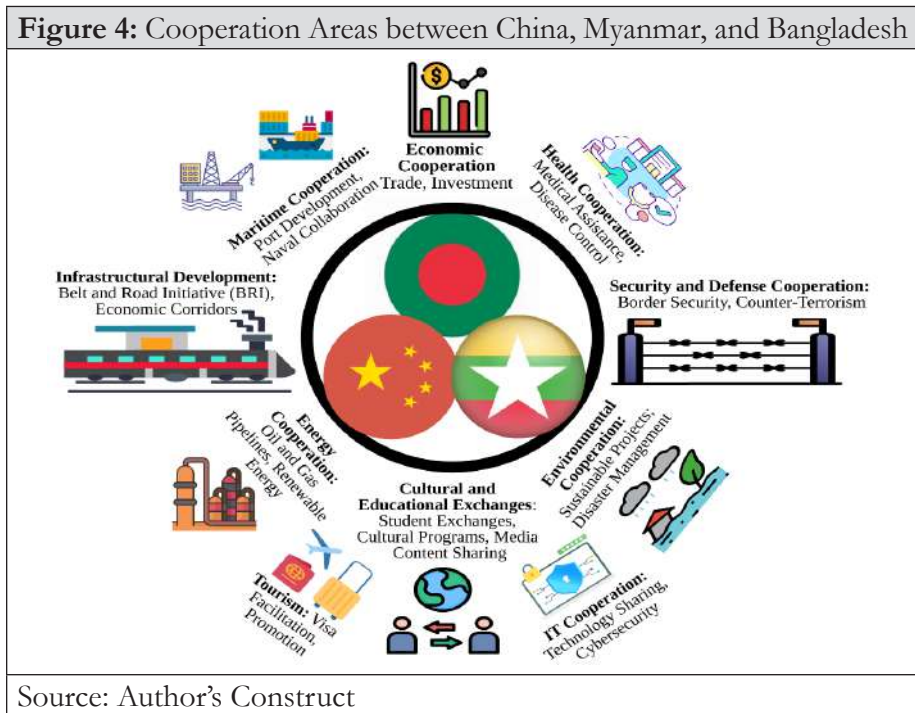 Figure 4: Cooperation Areas between China, Myanmar, and Bangladesh
$
Economic
Cooperation
Trade, Investment
Health Cooperation:
Medical Assistance,
Disease Control
Maritime Cooperation:
Port Development,
Naval Collaboration
Infrastructural Development:
Belt and Road Initiative (BRI),
Economic Corridors
Security and Defense Cooperation:
Border Security, Counter-Terrorism
Energy
Cooperation:
Oil and Gas
Pipelines, Renewable
Energy
Environmental
Cooperation:
Sustainable Projects,
Disaster Management
Cultural and
Educational Exchanges:
Student Exchanges,
Cultural Programs, Media
Content Sharing
Tourism: Visa
Facilitation,
Promotion
IT Cooperation:
Technology Sharing,
Cybersecurity
Source: Author's Construct